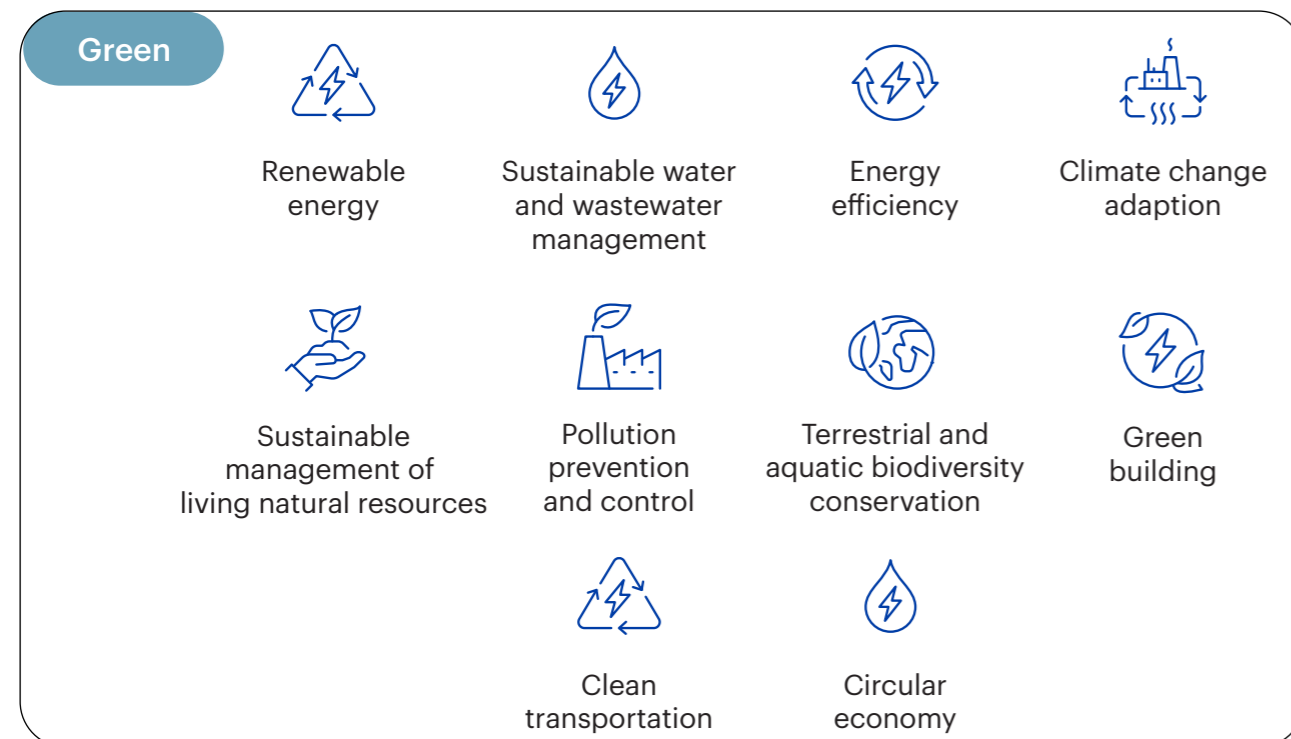 Green
Renewable
energy
Sustainable water
and wastewater
management
Energy
efficiency
Climate change
adaption
Sustainable
management of
living natural resources
Pollution
prevention
and control
Terrestrial and
aquatic biodiversity
conservation
Green
building
Clean
transportation
Circular
economy